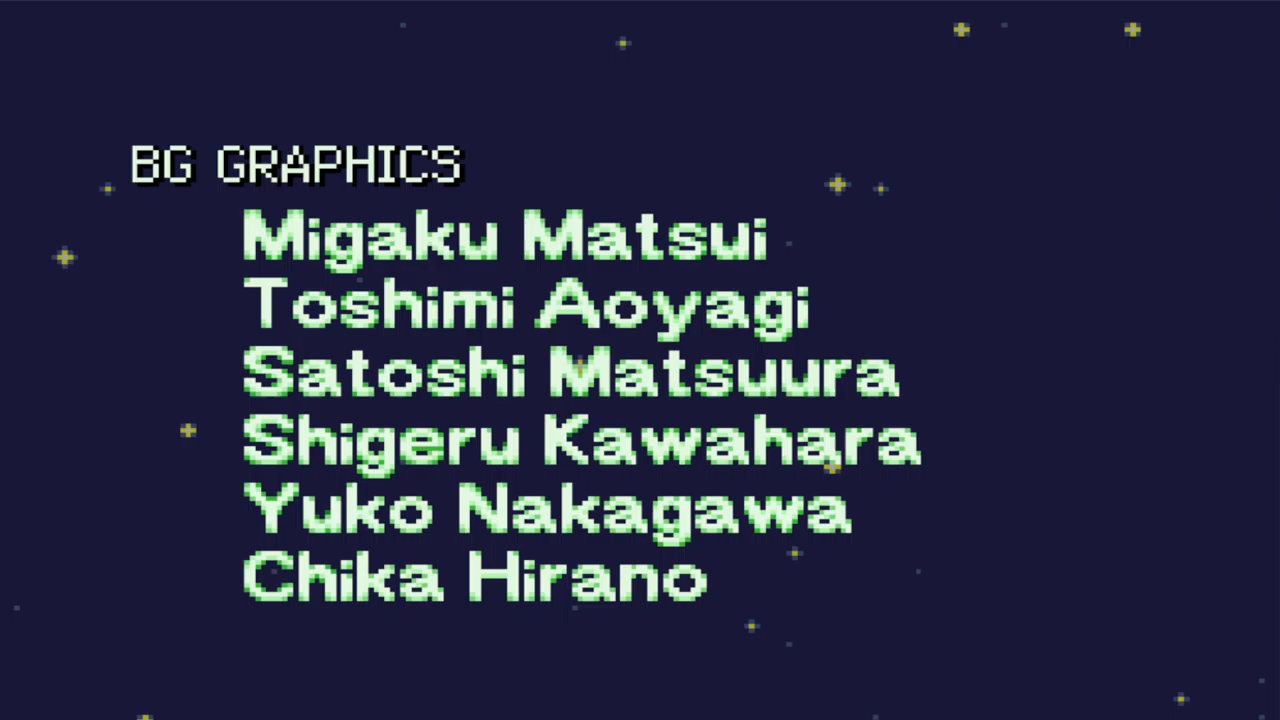 BG GRAPHICS
Migaku Matsui
Toshimi Aoyagi
Satoshi Matsuura
Shigeru Kawahara
Yuko Nakagawa
Chika Hirano